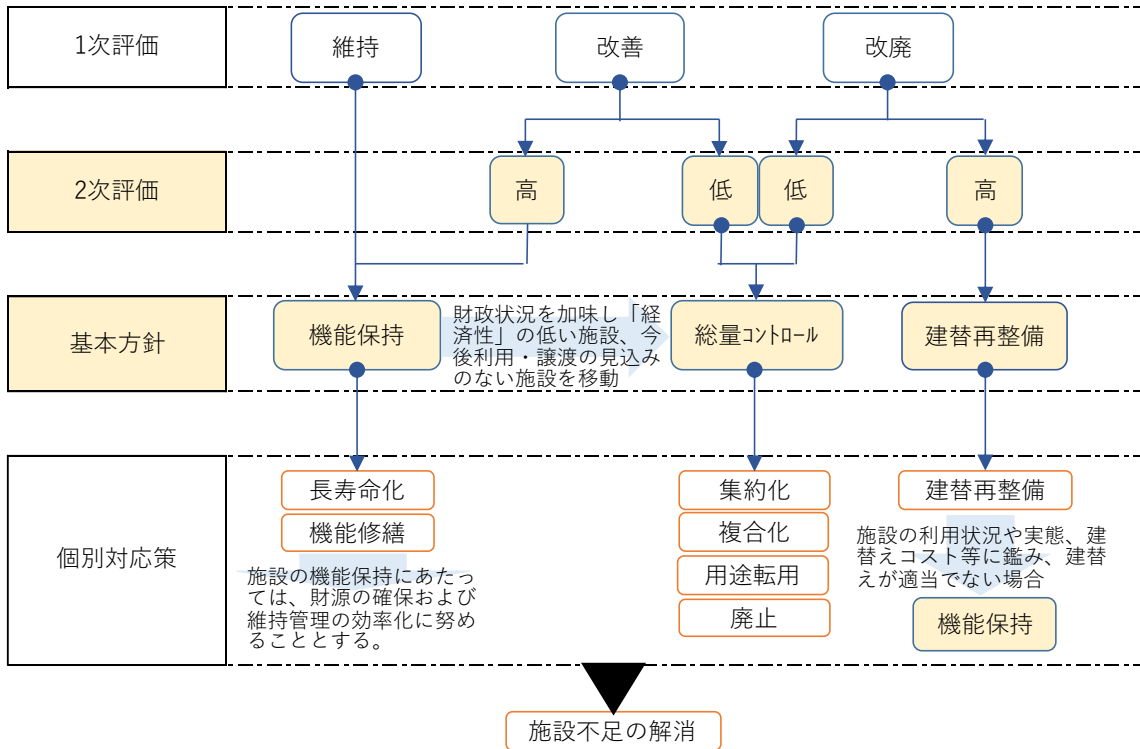 1次評価
維持
改善
改廃
2次評価
高
低
低
高
基本方針
機能保持
財政状況を加味し「経
済性」の低い施設、今
後利用・譲渡の見込み
のない施設を移動
総量ｺﾝﾄﾛｰﾙ
建替再整備
個別対応策
長寿命化
機能修繕
施設の機能保持にあたっ
ては、財源の確保および
維持管理の効率化に努め
ることとする。
集約化
複合化
用途転用
廃止
建替再整備
施設の利用状況や実態、建
替えコスト等に鑑み、建替
えが適当でない場合
機能保持
施設不足の解消